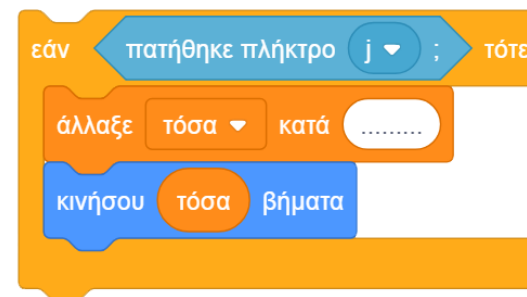 εάν πατήθηκε πλήκτρο j ; τότε
άλλαξε τόσα κατά .........
κινήσου τόσα βήματα